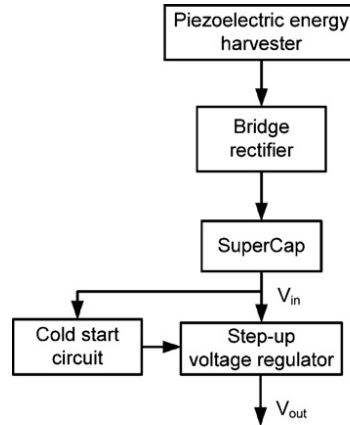 Piezoelectric energy
harvester
Bridge
rectifier
SuperCap
Vin
Cold start
circuit
Step-up
voltage regulator
Vout